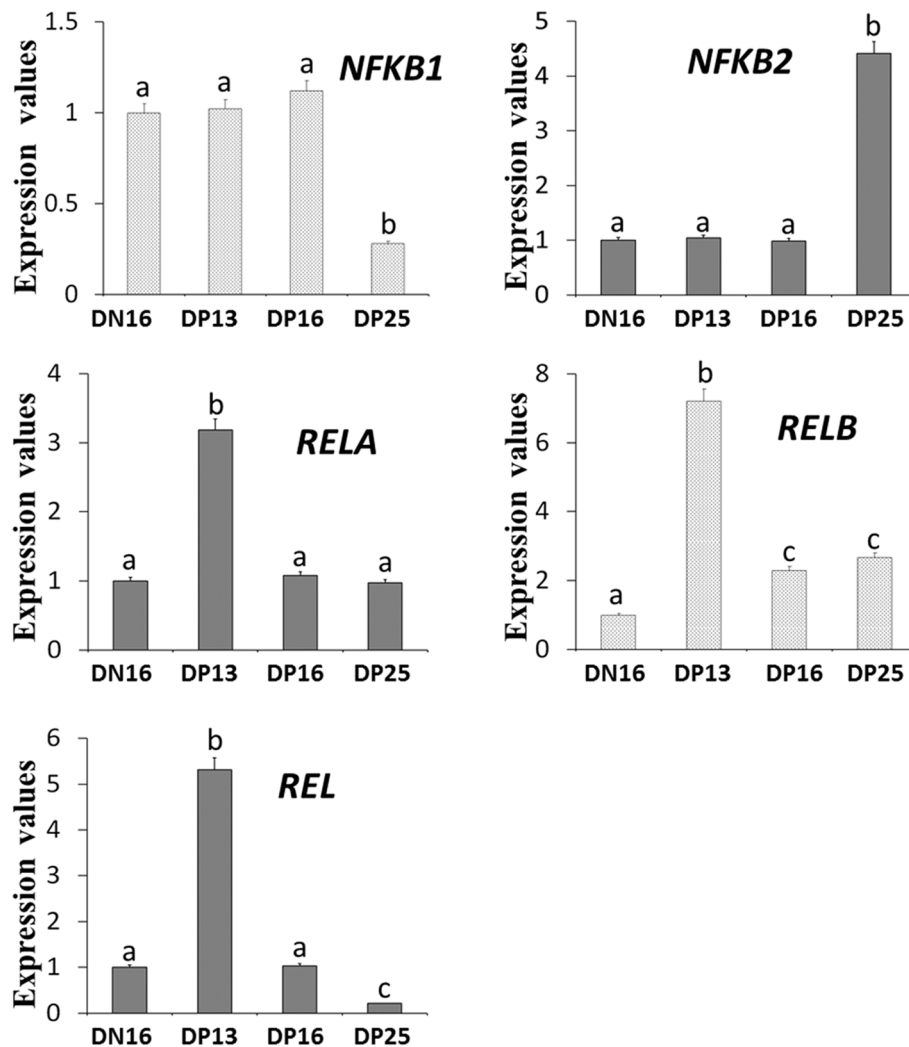 NFKB1
Expression values
1.5
1
0.5
0
a
a
a
b
DN16 DP13 DP16 DP25
NFKB2
Expression values
5
4
3
2
1
0
a
a
a
b
DN16 DP13 DP16 DP25
RELA
Expression values
4
3
2
1
0
a
b
a
a
DN16 DP13 DP16 DP25
RELB
Expression values
8
6
4
2
0
a
b
c
c
DN16 DP13 DP16 DP25
REL
Expression values
6
5
4
3
2
1
0
a
b
a
c
DN16 DP13 DP16 DP25